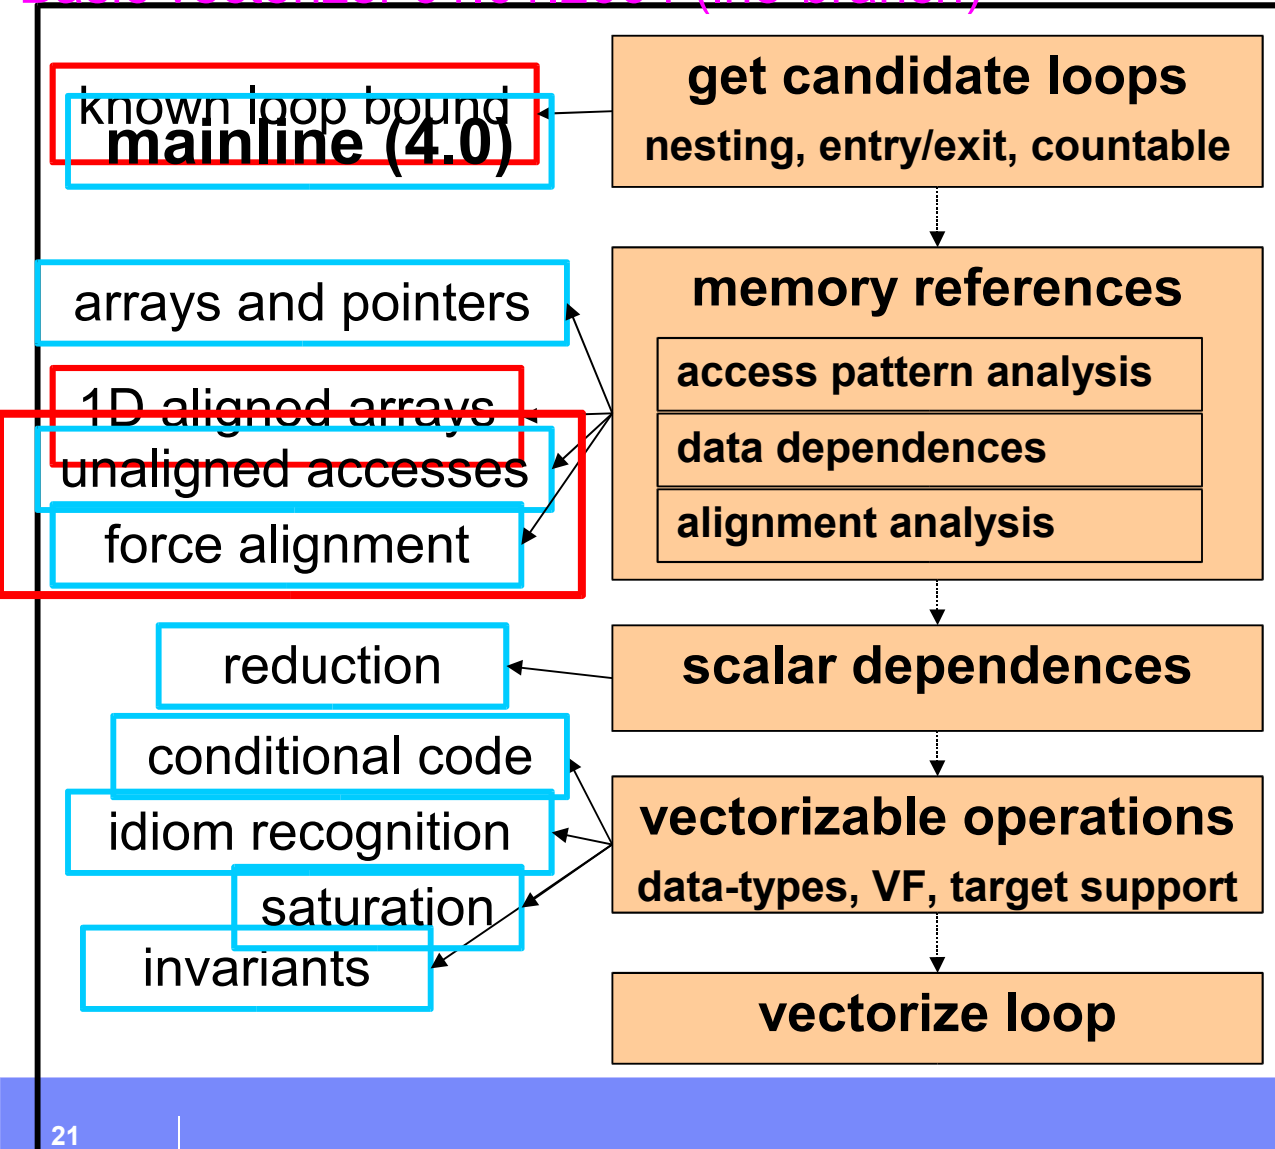 known loop bound
mainline (4.0)
get candidate loops
nesting, entry/exit, countable
arrays and pointers
1D aligned arrays
unaligned accesses
force alignment
memory references
access pattern analysis
data dependences
alignment analysis
reduction
scalar dependences
conditional code
idiom recognition
saturation
invariants
vectorizable operations
data-types, VF, target support
vectorize loop
21